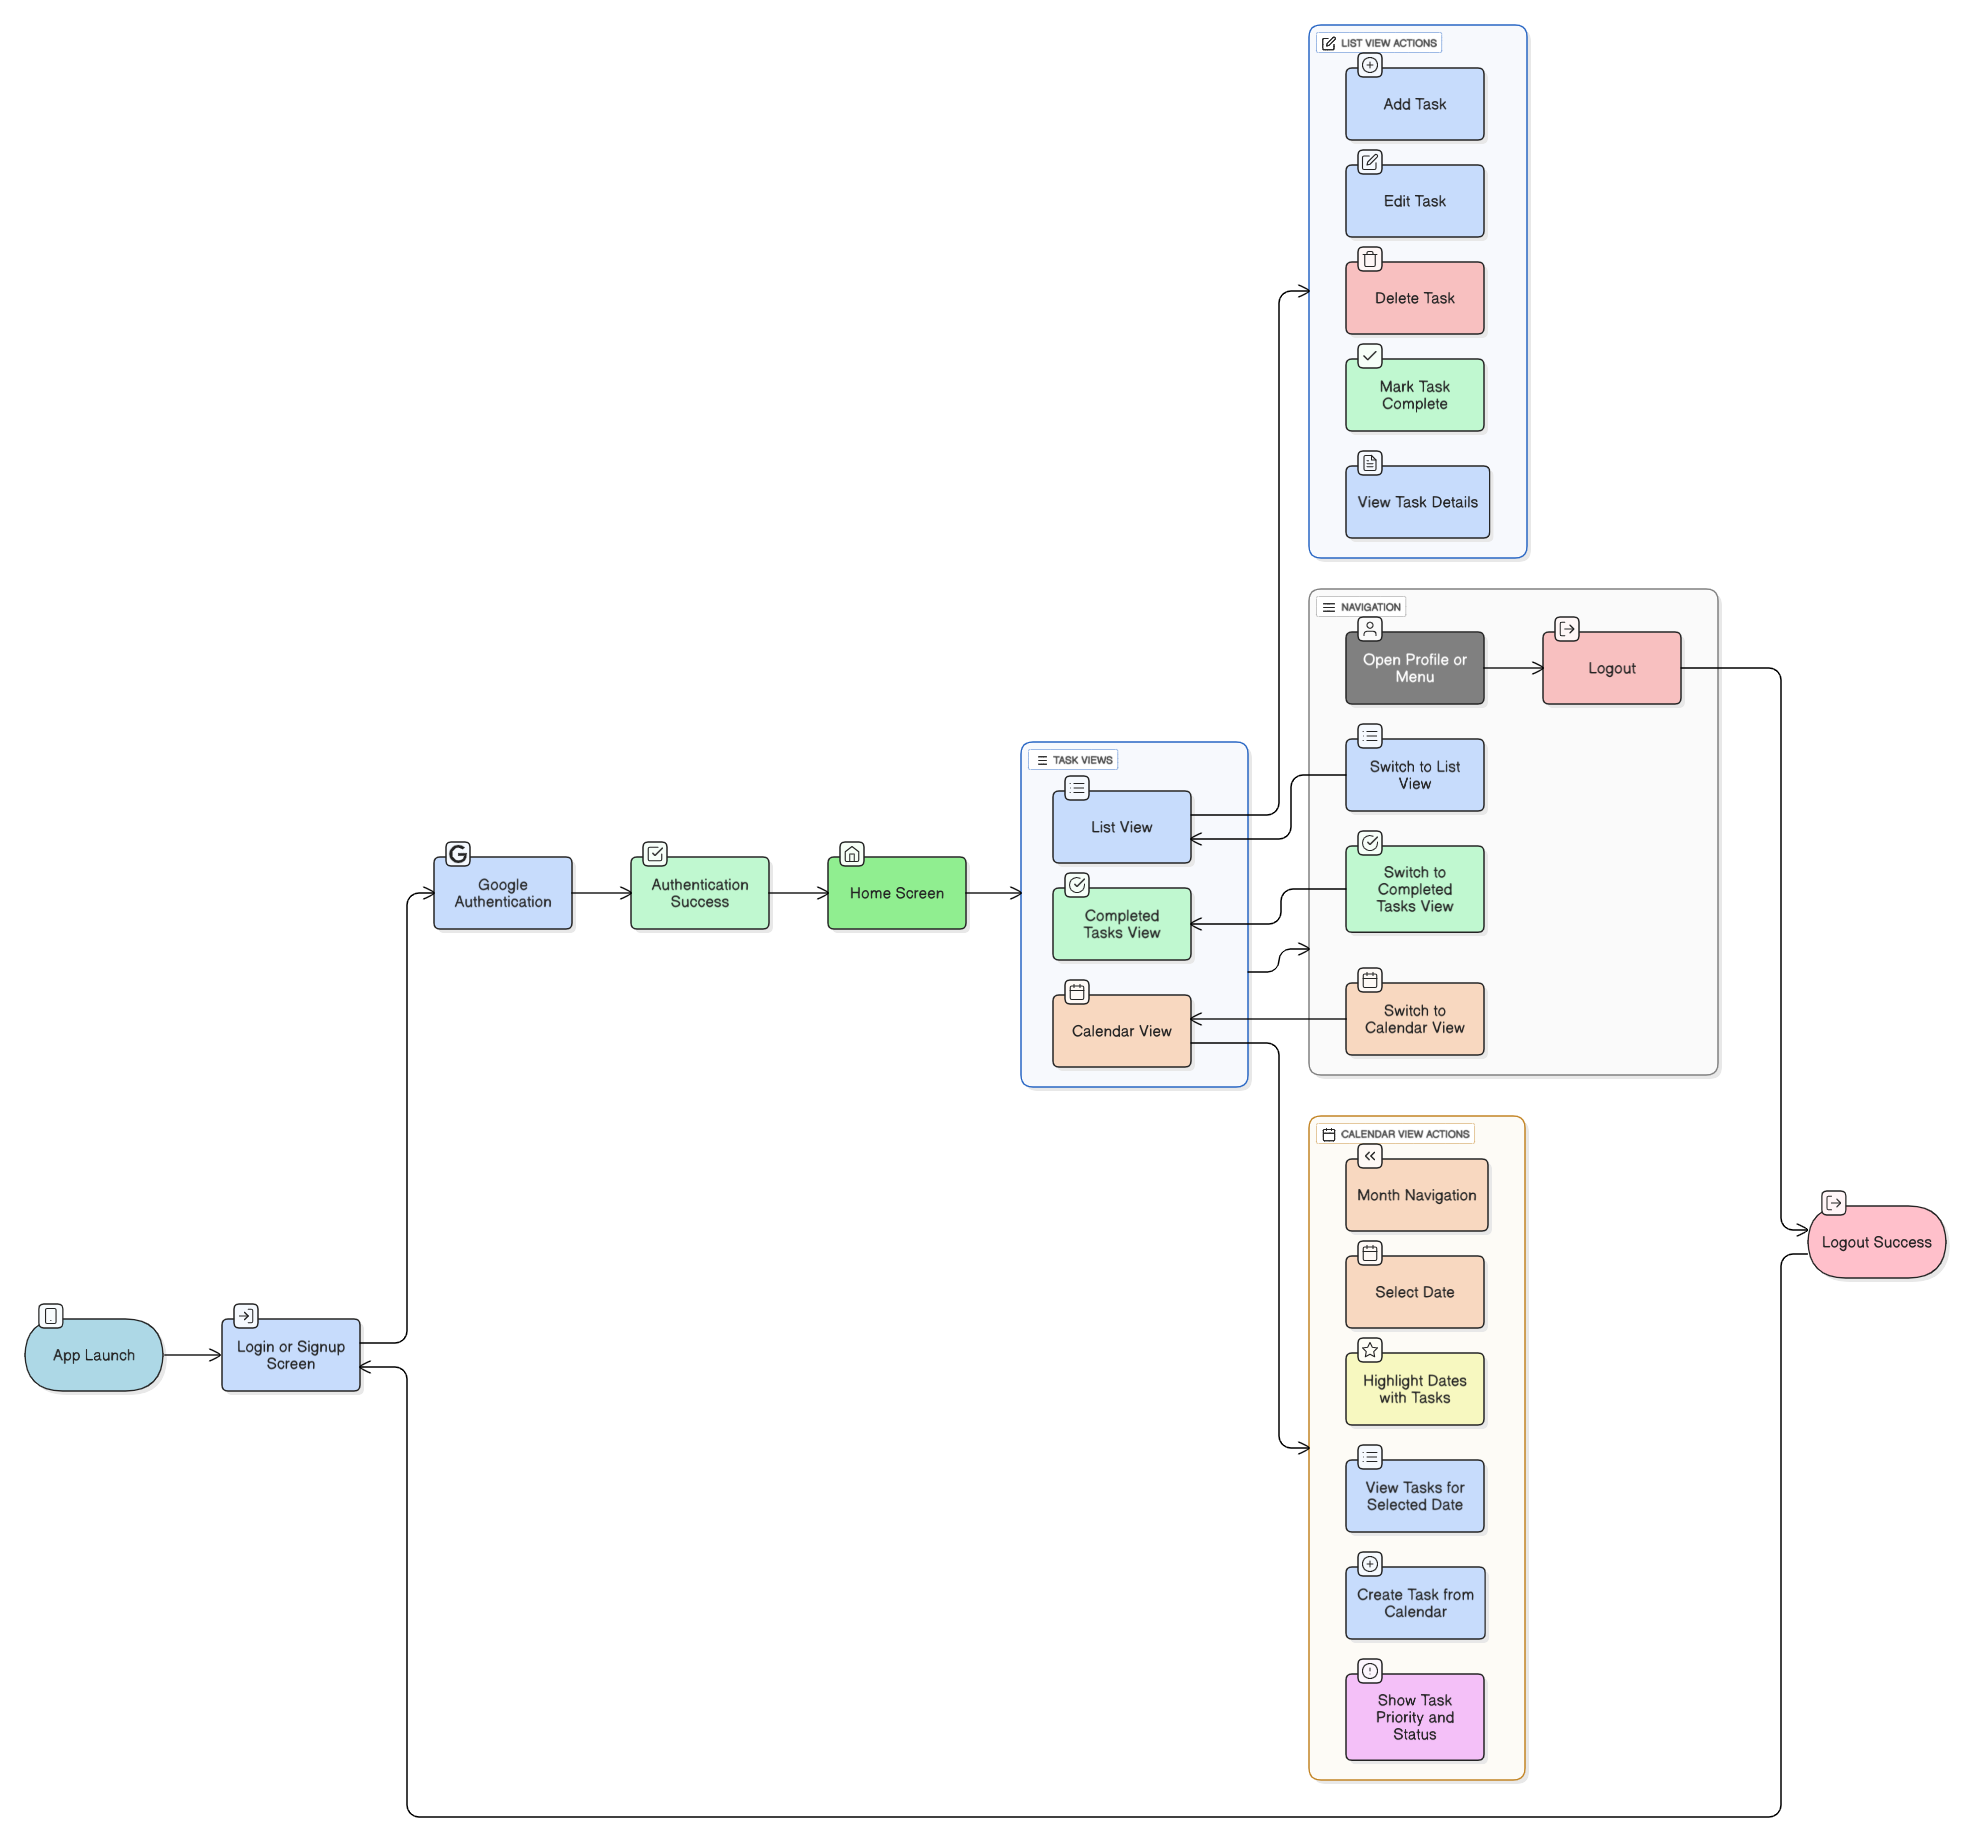 LIST VIEW ACTIONS
Add Task
Edit Task
Delete Task
Mark Task
Complete
View Task Details
NAVIGATION
Open Profile or
Menu
Logout
Switch to List
View
Switch to
Completed
Tasks View
Switch to
Calendar View
TASK VIEWS
List View
Completed
Tasks View
Calendar View
G
Google
Authentication
Authentication
Success
Home Screen
CALENDAR VIEW ACTIONS
Month Navigation
Select Date
Highlight Dates
with Tasks
View Tasks for
Selected Date
Create Task from
Calendar
Show Task
Priority and
Status
Logout Success
App Launch
Login or Signup
Screen